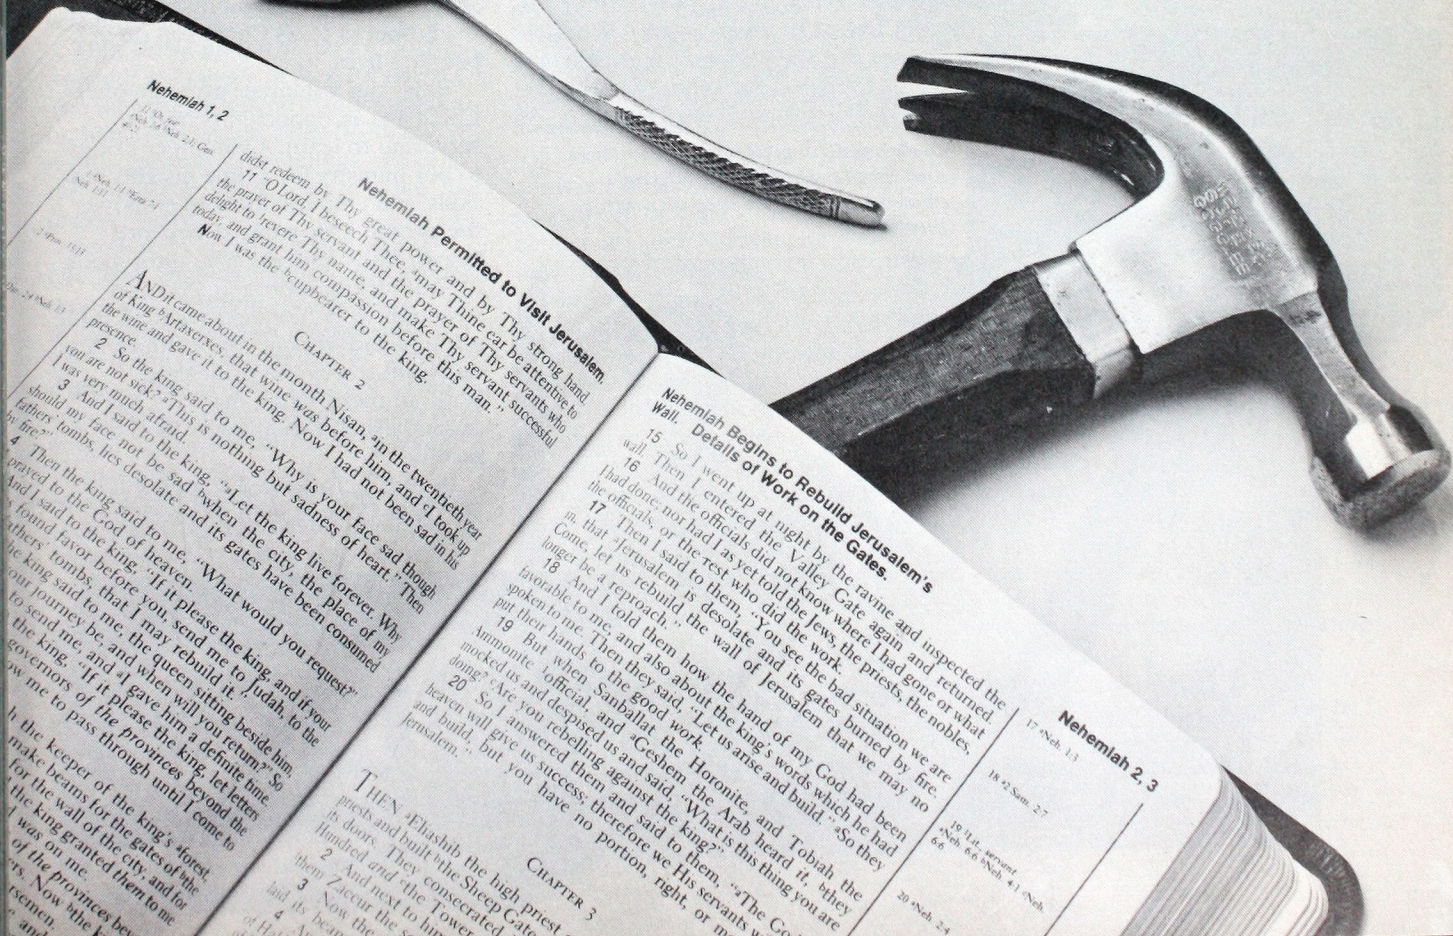 Nehemiah 1, 2
Nehemiah Permitted to Visit Jerusalem.
didst redeem by Thy great power and by Thy strong hand.
11 "O Lord, I beseech Thee, may Thine ear be attentive to
the prayer of Thy servant and the prayer of Thy servants who
delight to revere Thy name, and make Thy servant successful
today, and grant him compassion before this man."
Now I was the cupbearer to the king.
CHAPTER 2
AND it came about in the month Nisan, in the twentieth year
of King Artaxerxes, that wine was before him, and I took up
the wine and gave it to the king. Now I had not been sad in his
presence.
2 So the king said to me, "Why is your face sad though
you are not sick? This is nothing but sadness of heart." Then
I was very much afraid.
3 And I said to the king, "Let the king live forever. Why
should my face not be sad when the city, the place of my
fathers' tombs, lies desolate and its gates have been consumed
fire?"
4 Then the king said to me, "What would you request?"
prayed to the God of heaven.
And I said to the king, "If it please the king, and if your
found favor before you, send me to Judah, to the
thers' tombs, that I may rebuild it."
he king said to me, the queen sitting beside him,
our journey be, and when will you return?" So
to send me, and I gave him a definite time.
the king, "If it please the king, let letters
governors of the provinces beyond the
ow me to pass through until I come to
the keeper of the king's forest,
make beams for the gates of the
for the wall of the city, and for
the king granted them to me
was on me.
of the provinces
Now the
Nehemiah Begins to Rebuild Jerusalem's
Wall. Details of Work on the Gates.
15 So I went up at night by the ravine and inspected the
wall. Then I entered the Valley Gate again and returned.
16 And the officials did not know where I had gone or what
I had done; nor had I as yet told the Jews, the priests, the nobles,
the officials, or the rest who did the work.
17 Then I said to them, "You see the bad situation we are
in, that Jerusalem is desolate and its gates burned by fire.
Come, let us rebuild the wall of Jerusalem that we may no
longer be a reproach."
18 And I told them how the hand of my God had been
favorable to me, and also about the king's words which he had
spoken to me. Then they said, "Let us arise and build." So they
put their hands to the good work.
19 But when Sanballat the Horonite, and Tobiah the
Ammonite official, and Geshem the Arab heard it, they
mocked us and despised us and said, "What is this thing you are
doing? Are you rebelling against the king?"
20 So I answered them and said to them, "The Go
heaven will give us success; therefore we His servants
and build, but you have no portion, right, or
Jerusalem."
CHAPTER 3
THEN Eliashib the high priest
priests and built the Sheep Gate
its doors. They consecrated
Hundred and the Tower
2 And next to him
them Zaccur the
3 Now the
laid its beams
4
Nehemiah 2, 3
17 Neh. 1:3
18 2 Sam. 2:7
19 Lit., servant
Neh. 6:6 Neh. 4:1 Neh.
6:6
20 Neh. 2:4